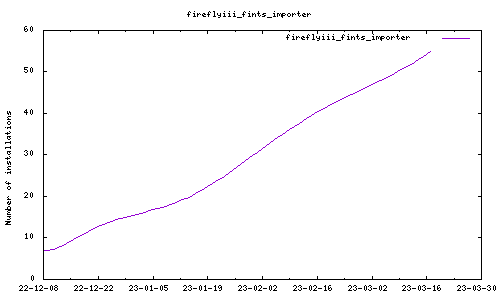 fireflyiii_fints_importer
fireflyiii_fints_importer
Number of installations
60
50
40
30
20
10
0
22-12-08 22-12-22 23-01-05 23-01-19 23-02-02 23-02-16 23-03-02 23-03-16 23-03-30